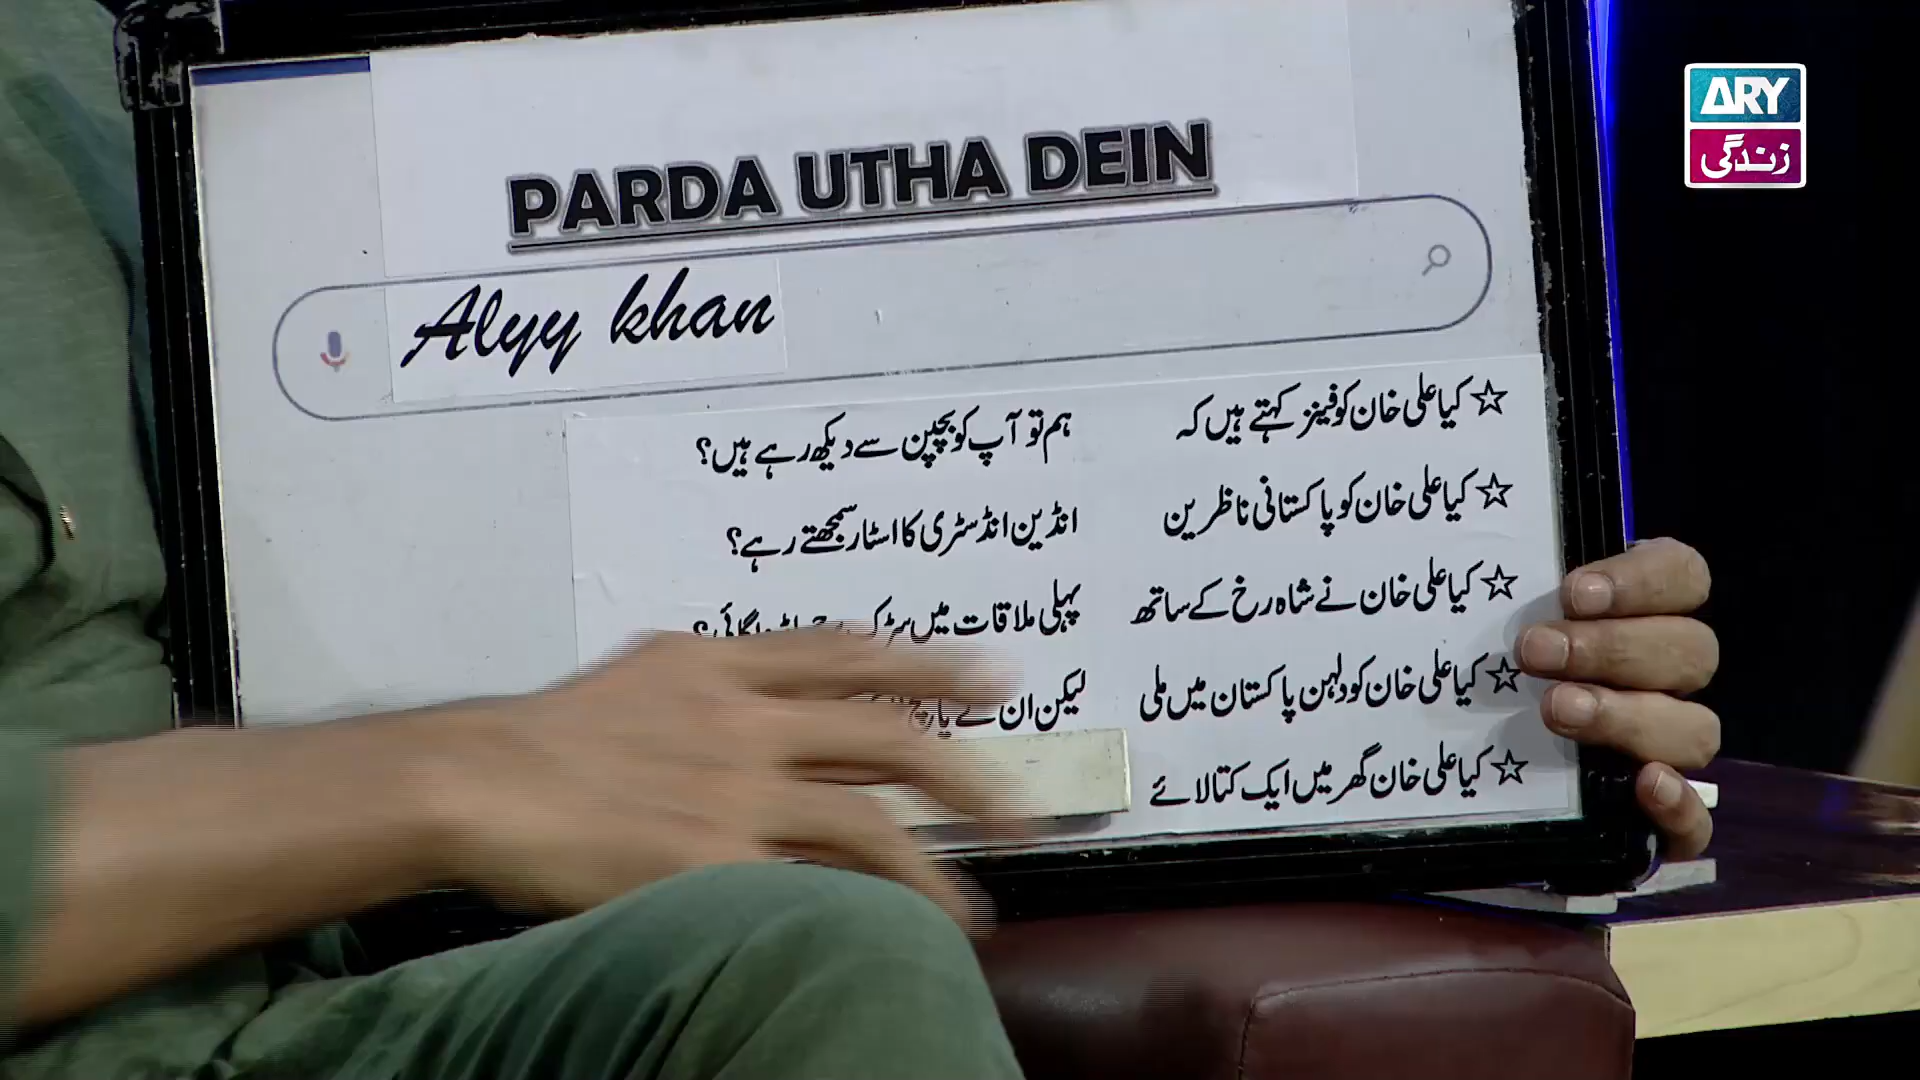 ARY
زندگی
PARDA UTHA DEIN
Alyy khan
☆ کیا علی خان کو فینز کہتے ہیں کہ ہم تو آپ کو بچپن سے دیکھ رہے ہیں؟
☆ کیا علی خان کو پاکستانی ناظرین انڈین انڈسٹری کا اسٹار سمجھتے رہے؟
☆ کیا علی خان نے شاہ رخ کے ساتھ پہلی ملاقات میں سڑک
☆ کیا علی خان کو دلہن پاکستان میں ملی لیکن ان کے
☆ کیا علی خان گھر میں ایک کتا لائے